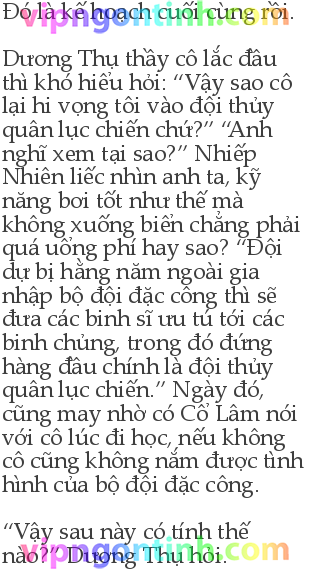 Đó là kế hoạch cuối cùng rồi.
vipngontinh.com
Dương Thụ thầy cô lắc đầu
thì khó hiểu hỏi: “Vậy sao cô
lại hi vọng tôi vào đội thủy
quân lục chiến chứ?” “Anh
nghĩ xem tại sao?” Nhiếp
Nhiên liếc nhìn anh ta, kỹ
năng bơi tốt như thế mà
không xuống biển chẳng phải
quá uổng phí hay sao? “Đội
dự bị hằng năm ngoài gia
nhập bộ đội đặc công thì sẽ
đưa các binh sĩ ưu tú tới các
binh chủng, trong đó đứng
hàng đầu chính là đội thủy
quân lục chiến.” Ngày đó,
cũng may nhờ có Cổ Lâm nói
với cô lúc đi học, nếu không
cô cũng không nắm được tình
hình của bộ đội đặc công.
“Vậy sau này có tính thế
nào?” Dương Thụ hỏi.
vipngontinh.com